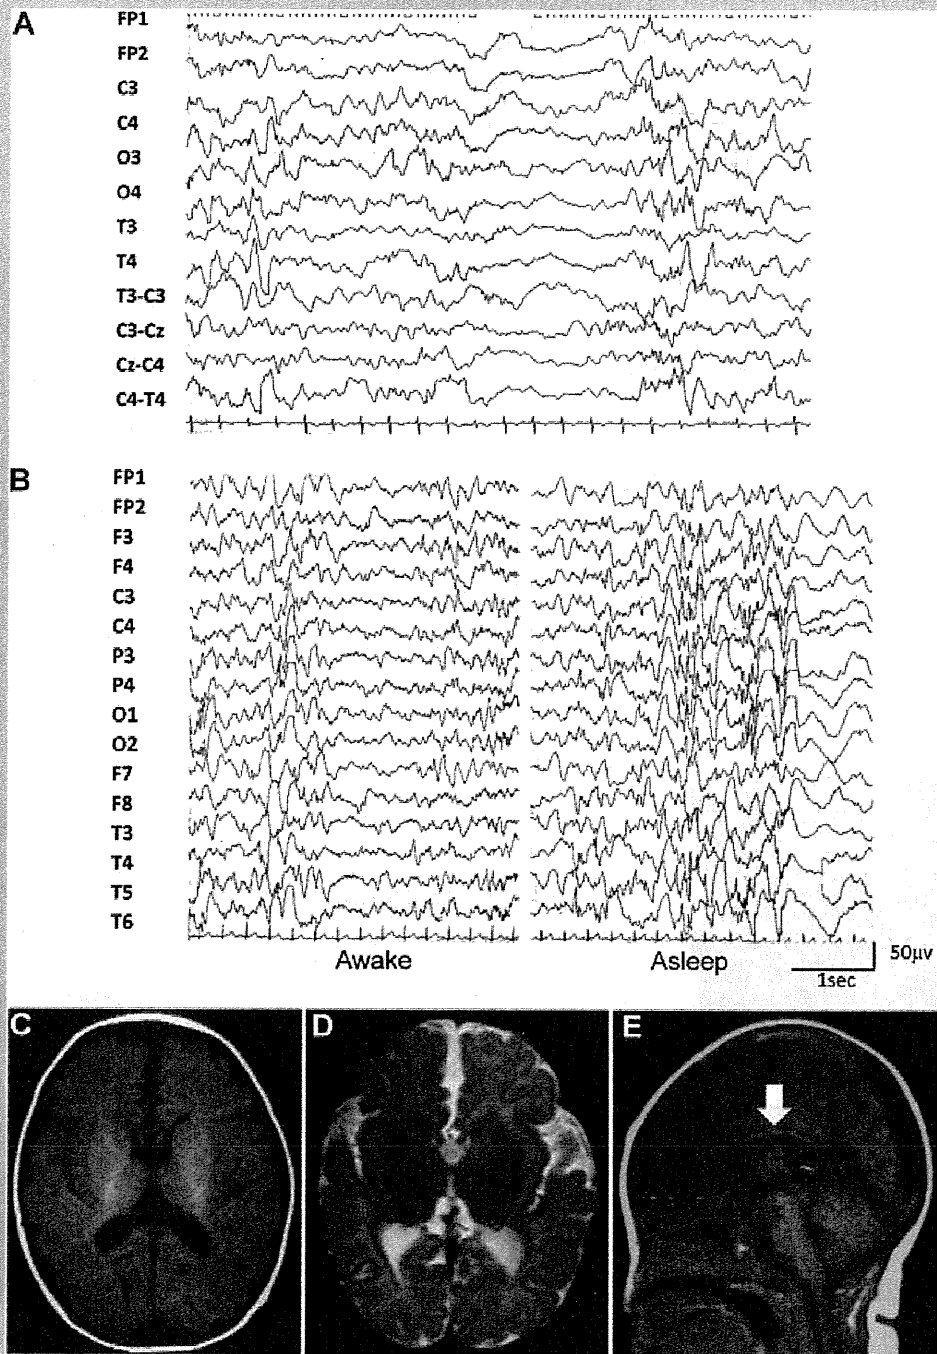 A
FP1
FP2
C3
C4
O3
O4
T3
T4
T3-C3
C3-Cz
Cz-C4
C4-T4
B
FP1
FP2
F3
F4
C3
C4
P3
P4
O1
O2
F7
F8
T3
T4
T5
T6
Awake
Asleep
50μv
1sec
C
D
E